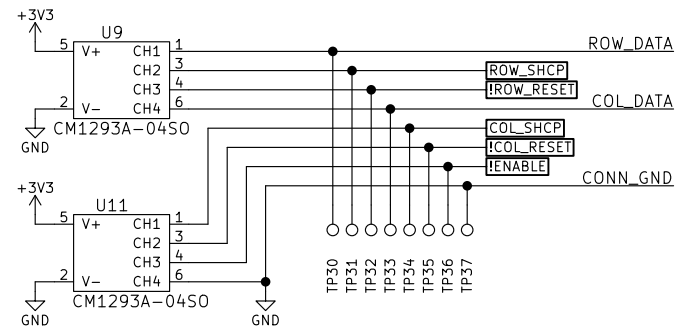 +3V3
U9
5 V+ CH1 1 ROW_DATA
CH2 3 ROW_SHCP
CH3 4 !ROW_RESET
2 V- CH4 6 COL_DATA
CM1293A-04SO
GND
COL_SHCP
!COL_RESET
!ENABLE
CONN_GND
+3V3
U11
5 V+ CH1 1
CH2 3
CH3 4
2 V- CH4 6
CM1293A-04SO
GND
GND
TP30
TP31
TP32
TP33
TP34
TP35
TP36
TP37